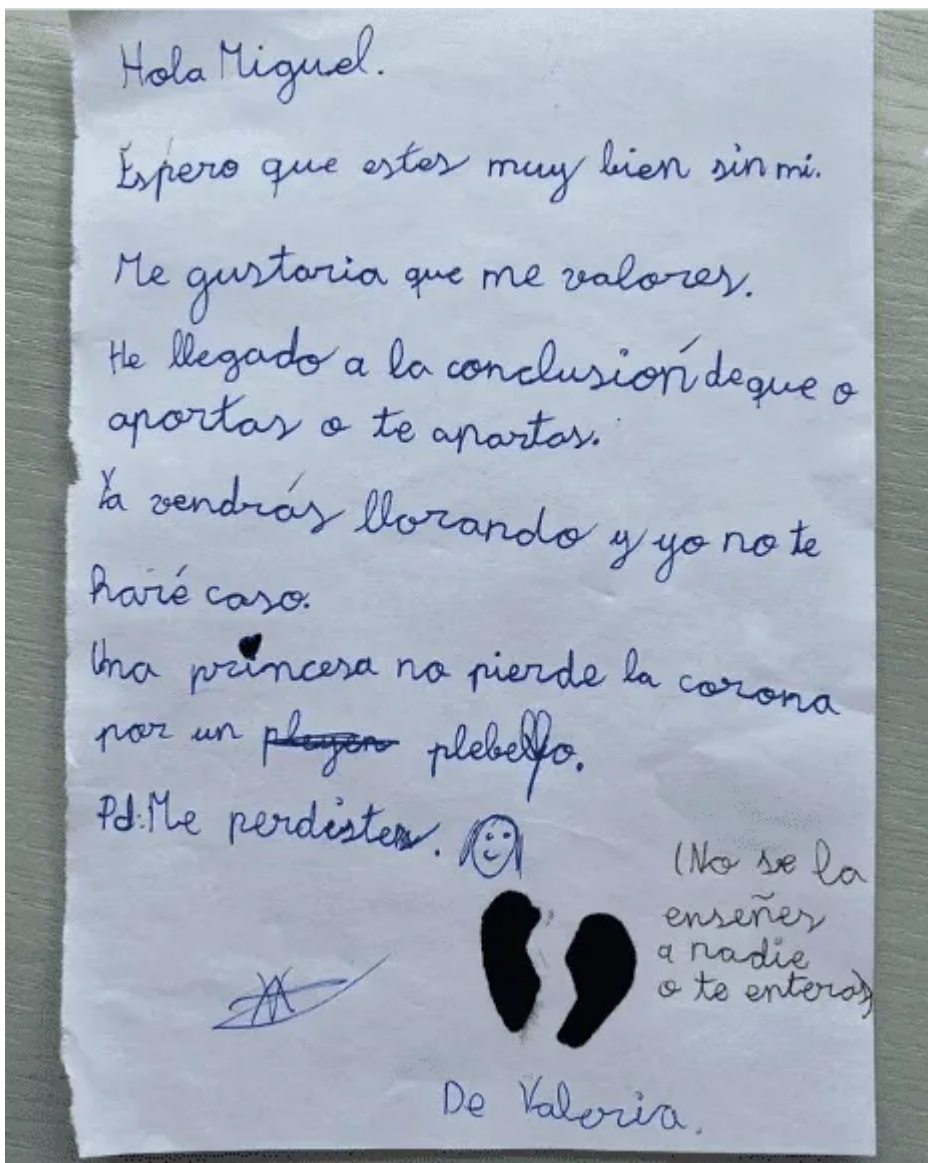 Hola Miguel.
Espero que estes muy bien sin mi.
Me gustaria que me valores.
He llegado a la conclusión de que o
aportas o te apartas.
Ya vendrás llorando y yo no te
haré caso.
Una princesa no pierde la corona
por un plebello.
Pd: Me perdistes.
(No se la
enseñes
a nadie
o te enteras)
De Valeria.